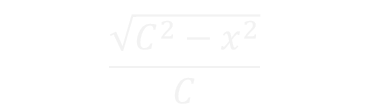 √(C² − x²)
C